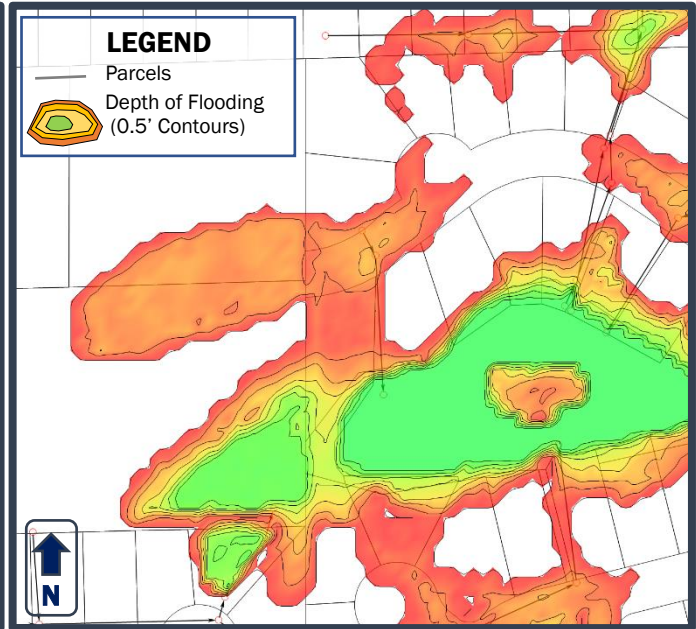 LEGEND
Parcels
Depth of Flooding
(0.5' Contours)
N